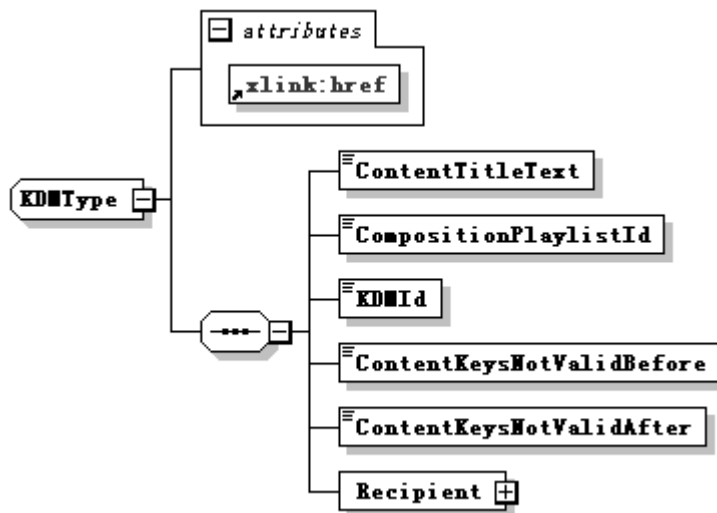 attributes
xlink:href
KDMType
ContentTitleText
CompositionPlaylistId
KDMId
ContentKeysNotValidBefore
ContentKeysNotValidAfter
Recipient